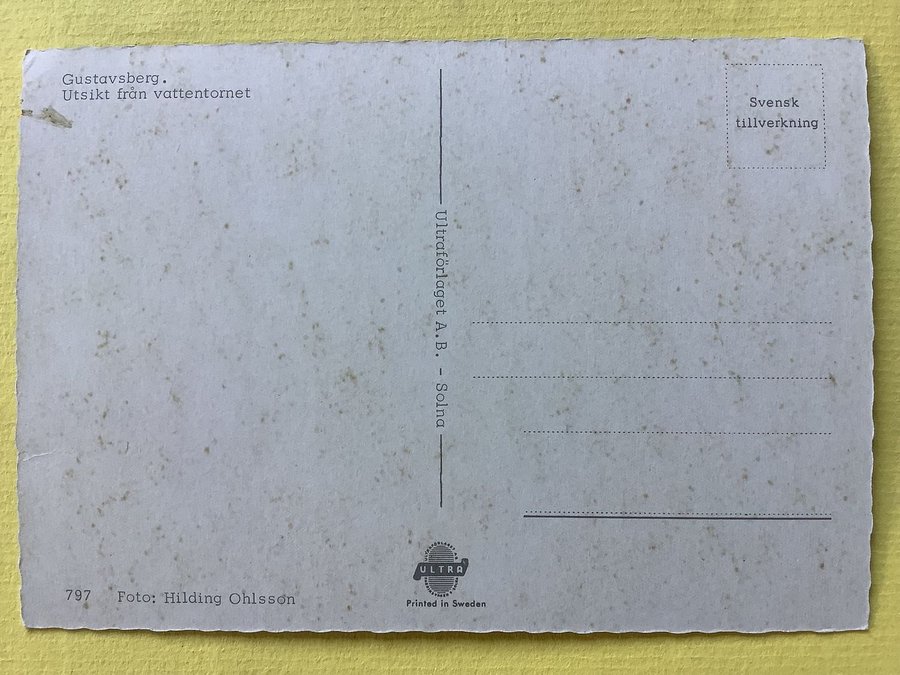 Gustavsberg.
Utsikt från vattentornet
Svensk
tillverkning
Ultraförlaget A.B. - Solna
ULTRA
Printed in Sweden
797 Foto: Hilding Ohlsson